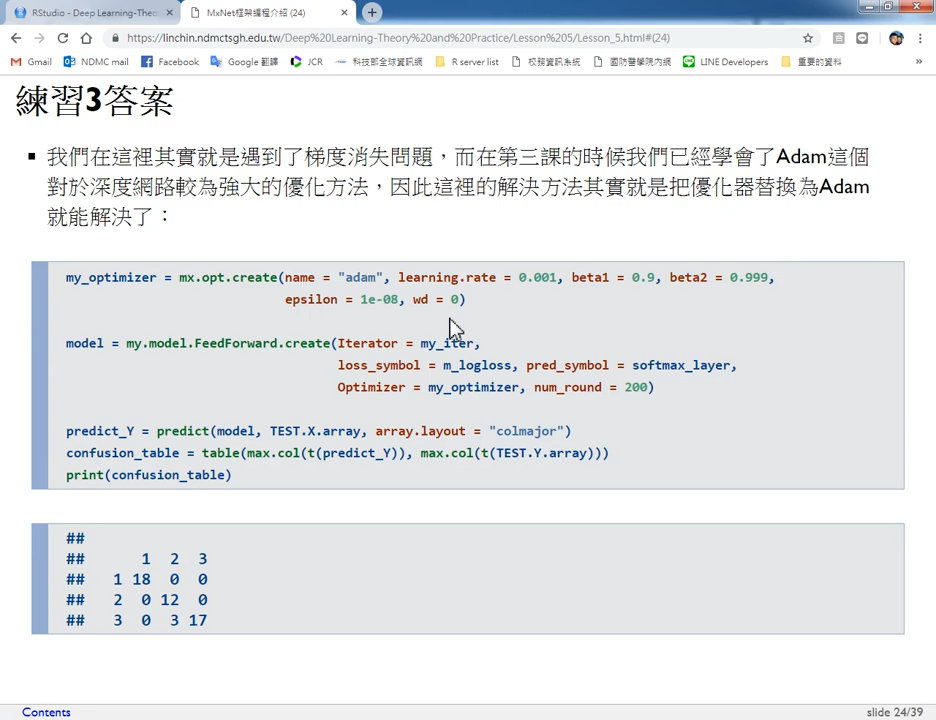 RStudio - Deep Learning-Theo
MxNet框架編程介紹 (24)
https://linchin.ndmctsgh.edu.tw/Deep%20Learning-Theory%20and%20Practice/Lesson%205/Lesson_5.html#(24)
Gmail
NDMC mail
Facebook
Google 翻譯
JCR
科技部全球資訊網
R server list
校務資訊系統
國防醫學院內網
LINE Developers
重要的資料
»
練習3答案
我們在這裡其實就是遇到了梯度消失問題，而在第三課的時候我們已經學會了Adam這個
對於深度網路較為強大的優化方法，因此這裡的解決方法其實就是把優化器替換為Adam
就能解決了：
my_optimizer = mx.opt.create(name = "adam", learning.rate = 0.001, beta1 = 0.9, beta2 = 0.999,
epsilon = 1e-08, wd = 0)
model = my.model.FeedForward.create(Iterator = my_iter,
loss_symbol = m_logloss, pred_symbol = softmax_layer,
Optimizer = my_optimizer, num_round = 200)
predict_Y = predict(model, TEST.X.array, array.layout = "colmajor")
confusion_table = table(max.col(t(predict_Y)), max.col(t(TEST.Y.array)))
print(confusion_table)
##
## 1 2 3
## 1 18 0 0
## 2 0 12 0
## 3 0 3 17
Contents
slide 24/39